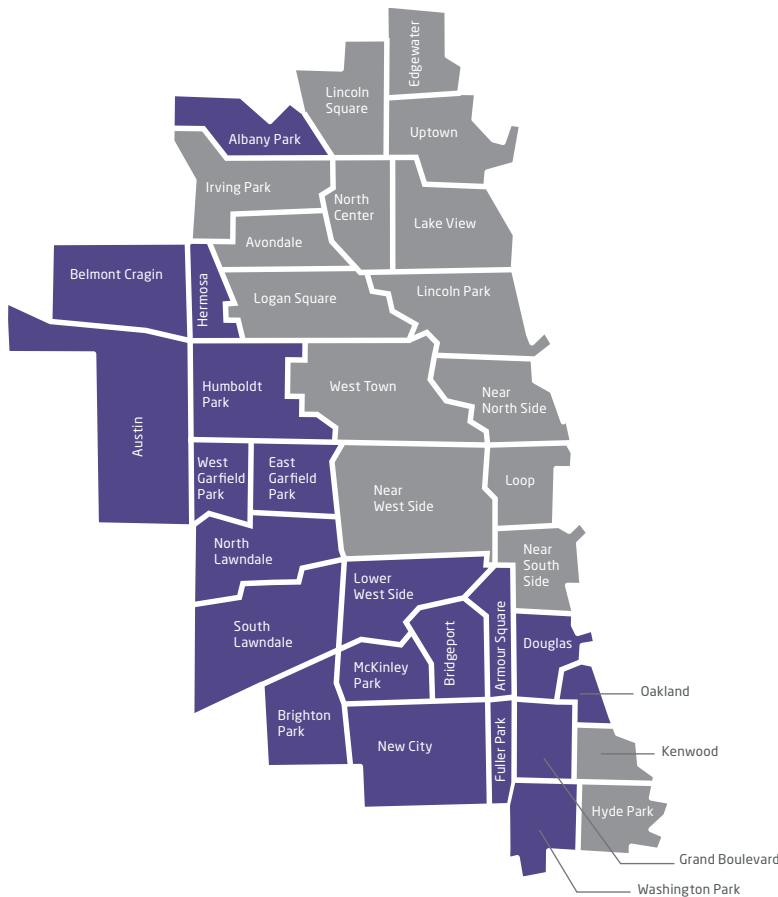 Edgewater
Lincoln
Square
Uptown
Albany Park
Irving Park
North
Center
Lake View
Avondale
Belmont Cragin
Hermosa
Logan Square
Lincoln Park
Humboldt
Park
West Town
Near
North Side
Austin
West
Garfield
Park
East
Garfield
Park
Near
West Side
Loop
North
Lawndale
Near
South
Side
Lower
West Side
South
Lawndale
Bridgeport
Armour Square
Douglas
McKinley
Park
Oakland
Brighton
Park
New City
Fuller Park
Kenwood
Hyde Park
Grand Boulevard
Washington Park